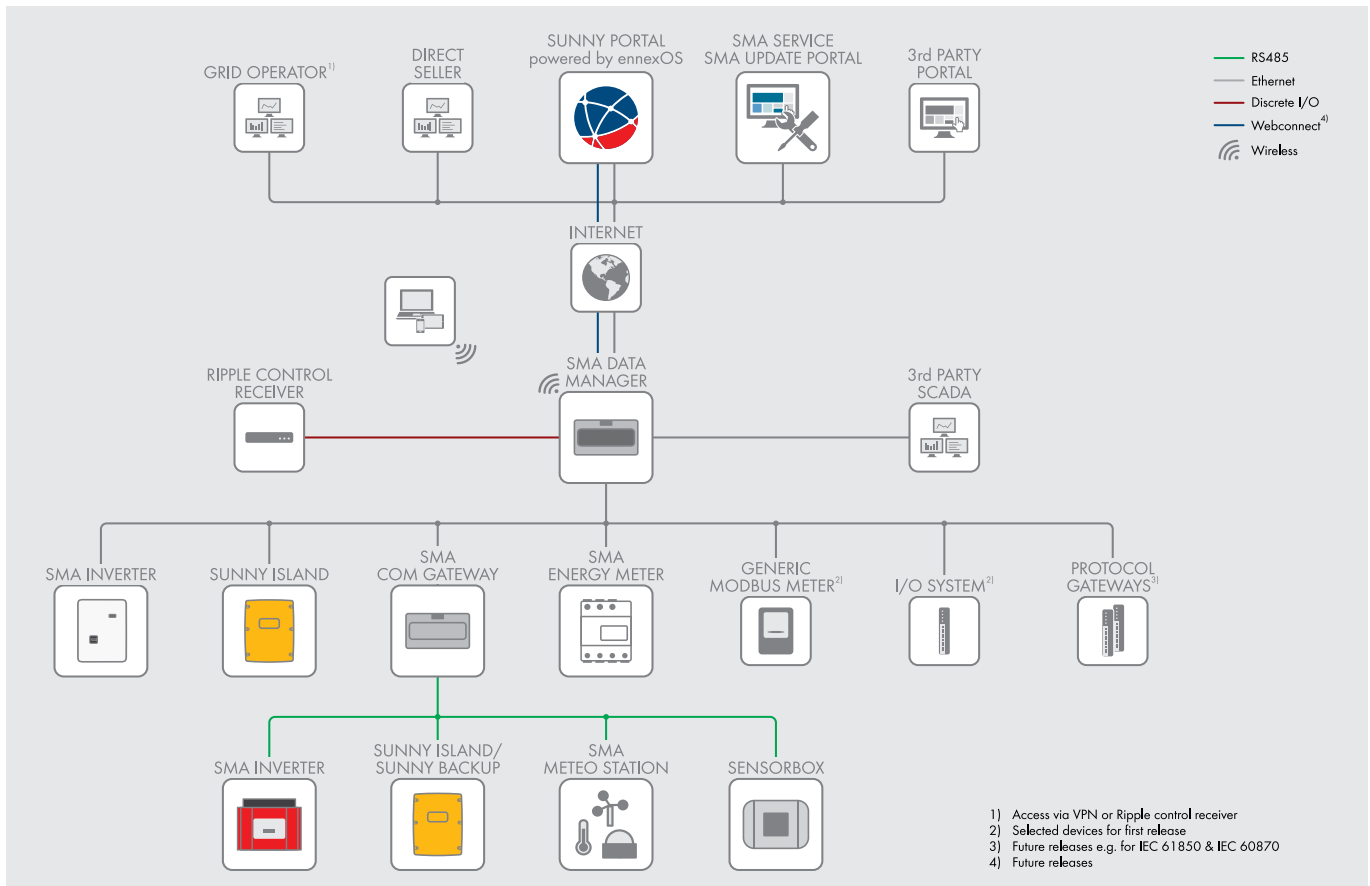 GRID OPERATOR1)
DIRECT
SELLER
SUNNY PORTAL
powered by ennexOS
SMA SERVICE
SMA UPDATE PORTAL
3rd PARTY
PORTAL
RS485
Ethernet
Discrete I/O
Webconnect4)
Wireless
INTERNET
SMA DATA
MANAGER
RIPPLE CONTROL
RECEIVER
3rd PARTY
SCADA
SMA INVERTER
SUNNY ISLAND
SMA
COM GATEWAY
SMA
ENERGY METER
GENERIC
MODBUS METER2)
I/O SYSTEM2)
PROTOCOL
GATEWAYS3)
SMA INVERTER
SUNNY ISLAND/
SUNNY BACKUP
SMA
METEO STATION
SENSORBOX
1) Access via VPN or Ripple control receiver
2) Selected devices for first release
3) Future releases e.g. for IEC 61850 & IEC 60870
4) Future releases